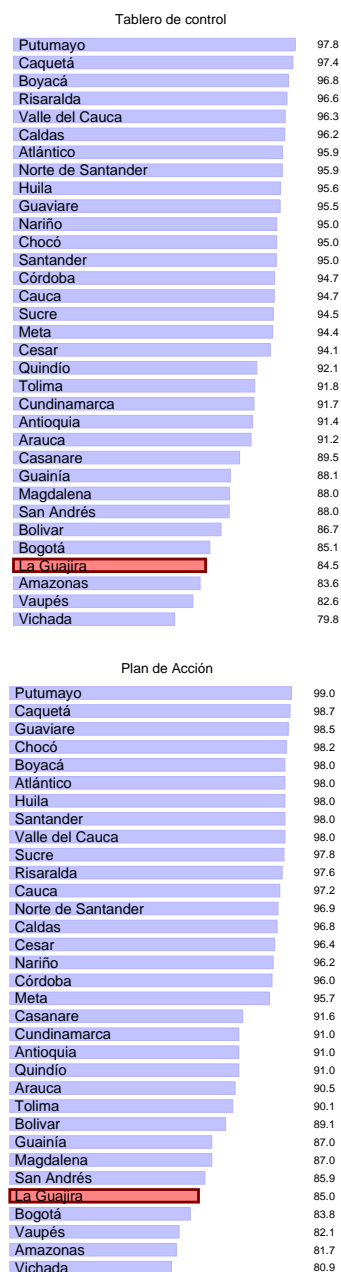 Tablero de control
Putumayo 97.8
Caquetá 97.4
Boyacá 96.8
Risaralda 96.6
Valle del Cauca 96.3
Caldas 96.2
Atlántico 95.9
Norte de Santander 95.9
Huila 95.6
Guaviare 95.5
Nariño 95.0
Chocó 95.0
Santander 95.0
Córdoba 94.7
Cauca 94.7
Sucre 94.5
Meta 94.4
Cesar 94.1
Quindío 92.1
Tolima 91.8
Cundinamarca 91.7
Antioquia 91.4
Arauca 91.2
Casanare 89.5
Guainía 88.1
Magdalena 88.0
San Andrés 88.0
Bolivar 86.7
Bogotá 85.1
La Guajira 84.5
Amazonas 83.6
Vaupés 82.6
Vichada 79.8
Plan de Acción
Putumayo 99.0
Caquetá 98.7
Guaviare 98.5
Chocó 98.2
Boyacá 98.0
Atlántico 98.0
Huila 98.0
Santander 98.0
Valle del Cauca 98.0
Sucre 97.8
Risaralda 97.6
Cauca 97.2
Norte de Santander 96.9
Caldas 96.8
Cesar 96.4
Nariño 96.2
Córdoba 96.0
Meta 95.7
Casanare 91.6
Cundinamarca 91.0
Antioquia 91.0
Quindío 91.0
Arauca 90.5
Tolima 90.1
Bolivar 89.1
Guainía 87.0
Magdalena 87.0
San Andrés 85.9
La Guajira 85.0
Bogotá 83.8
Vaupés 82.1
Amazonas 81.7
Vichada 80.9